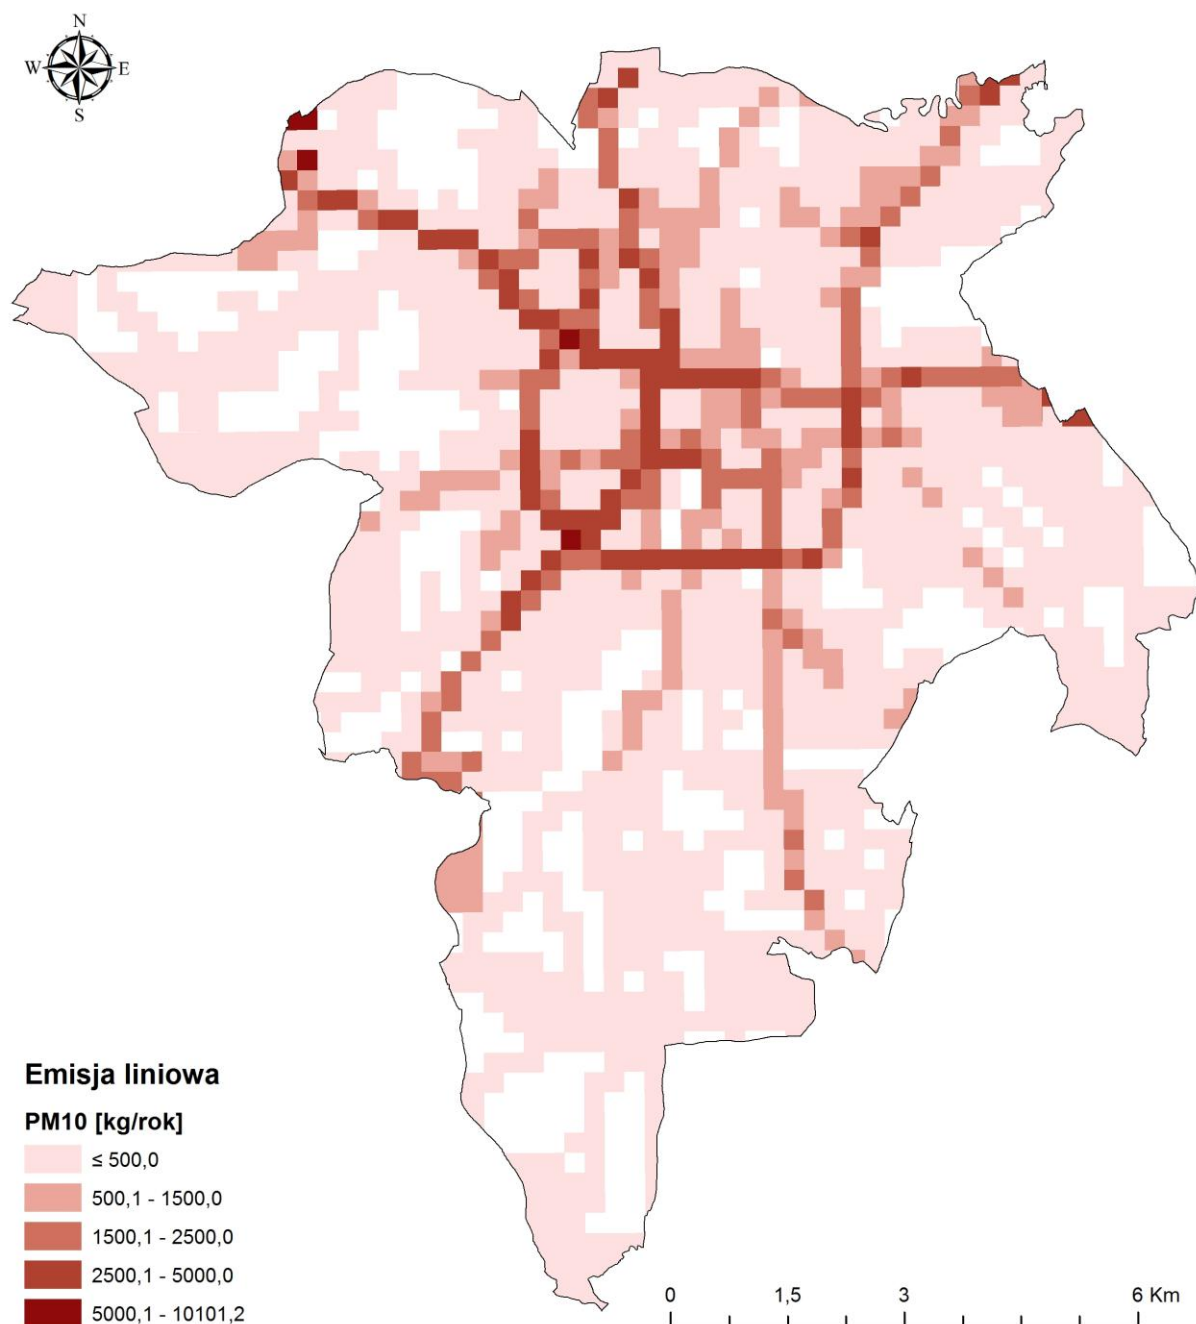 N
W E
S
Emisja liniowa
PM10 [kg/rok]
≤ 500,0
500,1 - 1500,0
1500,1 - 2500,0
2500,1 - 5000,0
5000,1 - 10101,2
0 1,5 3 6 Km